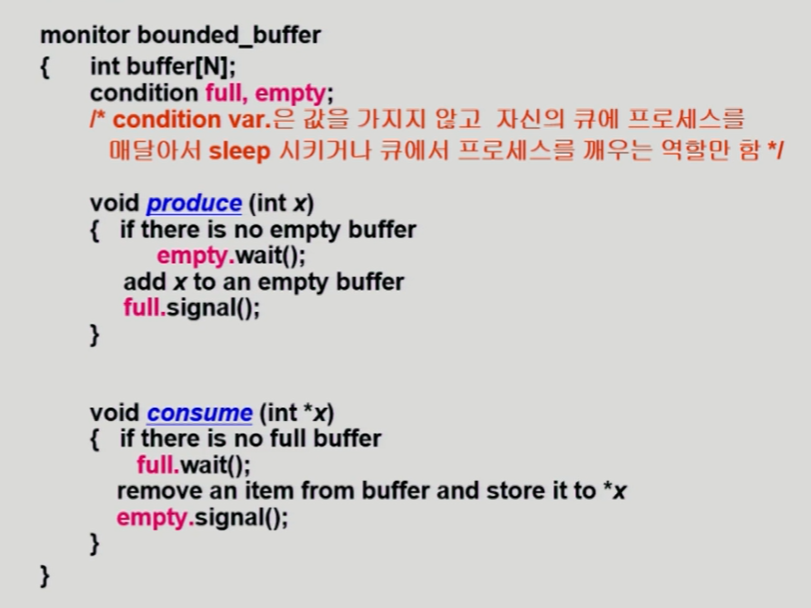 monitor bounded_buffer
{ int buffer[N];
condition full, empty;
/* condition var.은 값을 가지지 않고 자신의 큐에 프로세스를
매달아서 sleep 시키거나 큐에서 프로세스를 깨우는 역할만 함 */
void produce (int x)
{ if there is no empty buffer
empty.wait();
add x to an empty buffer
full.signal();
}
void consume (int *x)
{ if there is no full buffer
full.wait();
remove an item from buffer and store it to *x
empty.signal();
}
}